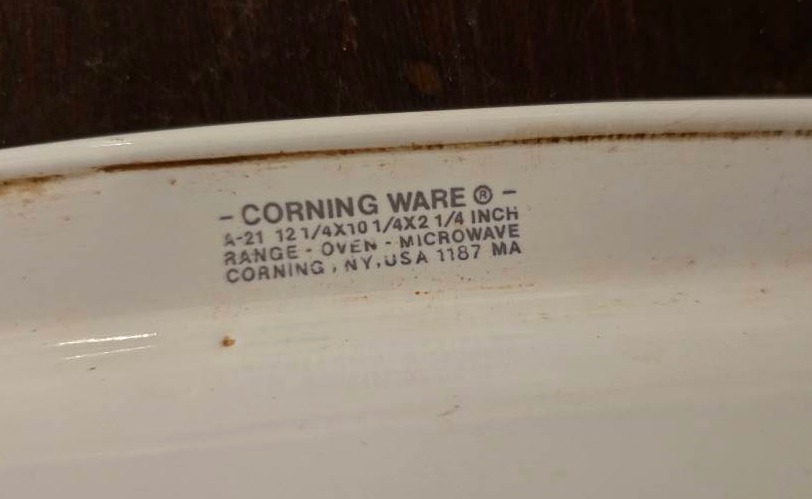 - CORNING WARE ® -
A-21 12 1/4X10 1/4X2 1/4 INCH
RANGE - OVEN - MICROWAVE
CORNING, NY, USA 1187 MA